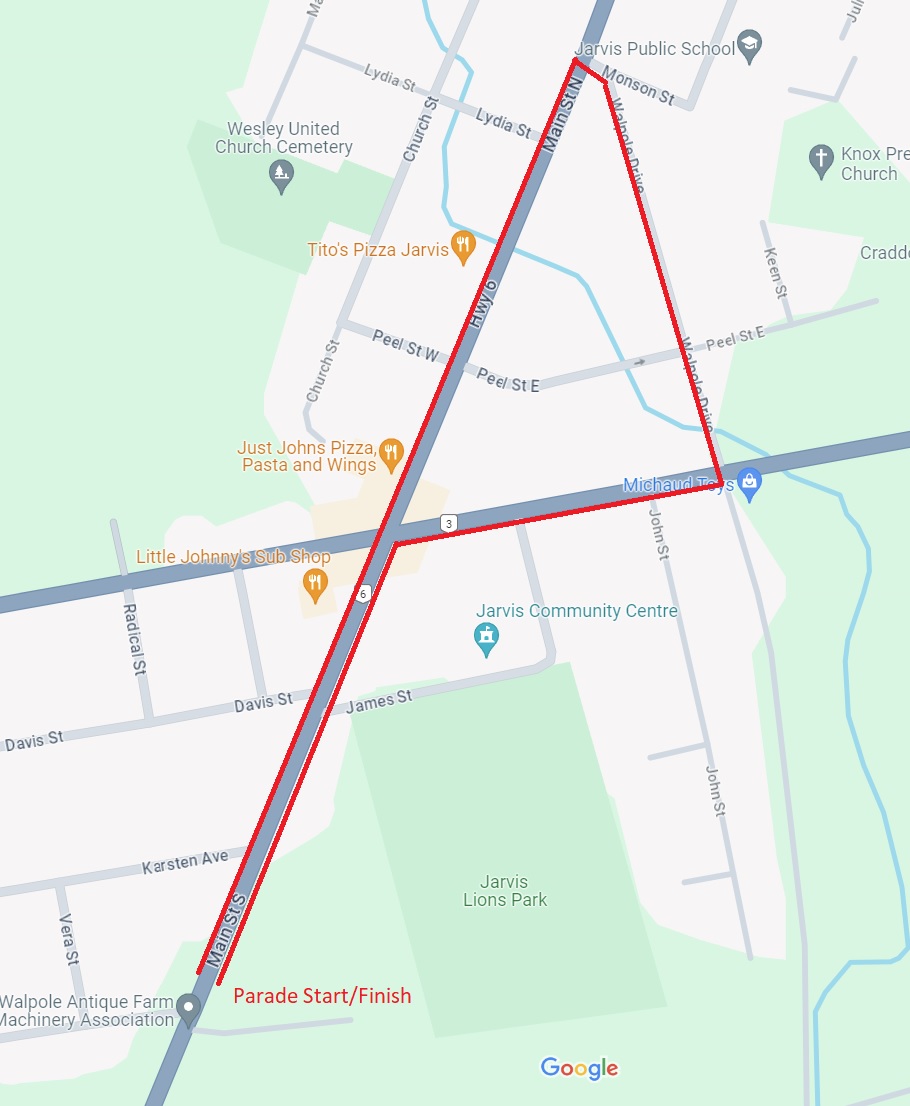 Ma
Jul
Jarvis Public School
Lydia St
Monson St
Church St
Main St N
Lydia St
Walpole Drive
Wesley United
Church Cemetery
Knox Pre
Church
Tito's Pizza Jarvis
Keen St
Craddo
Hwy 6
Peel St W
Peel St E
Church St
Peel St E
Walpole Drive
Just Johns Pizza,
Pasta and Wings
Michaud Toys
3
John St
Little Johnny's Sub Shop
6
Radical St
Jarvis Community Centre
Davis St
James St
Davis St
John St
Karsten Ave
Jarvis
Lions Park
Vera St
Main St S
Parade Start/Finish
Walpole Antique Farm
Machinery Association
Google